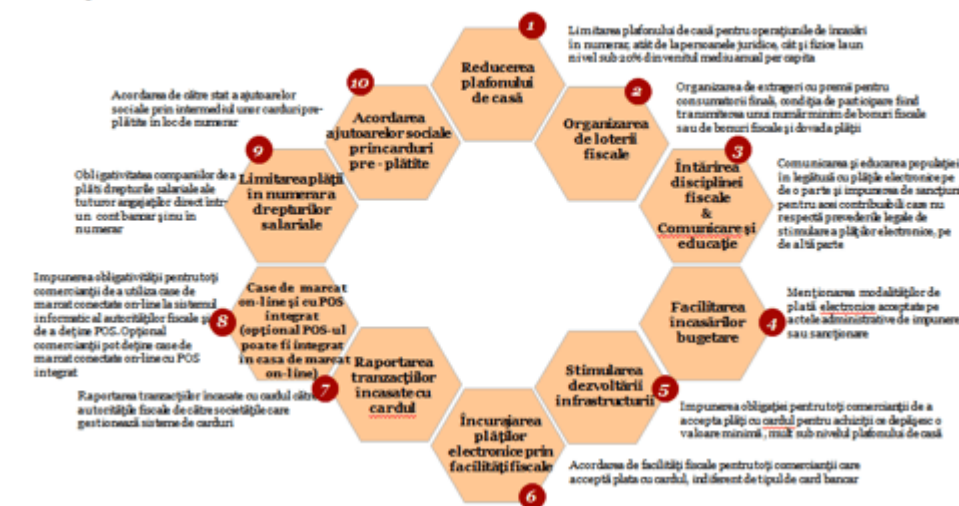 1
Reducerea
plafonului
de casă
Limitarea plafonului de casă pentru operațiunile de încasări
în numerar, atât de la persoanele juridice, cât și fizice la un
nivel sub 20% din venitul mediu anual per capita
2
Organizarea
de loterii
fiscale
Organizarea de extrageri cu premii pentru
consumatorii finali, condiția de participare fiind
transmiterea unui număr minim de bonuri fiscale
sau de bonuri fiscale și dovada plății
3
Întărirea
disciplinei
fiscale
&
Comunicare și
educație
Comunicarea și educarea populației
în legătură cu plățile electronice pe
de o parte și impunerea de sancțiuni
pentru acei contribuabili care nu
respectă prevederile legale de
stimulare a plăților electronice, pe
de altă parte
4
Facilitarea
încasărilor
bugetare
Menționarea modalităților de
plată electronice acceptate pe
actele administrative de impunere
sau sancționare
5
Stimularea
dezvoltării
infrastructurii
Impunerea obligației pentru toți comercianții de a
accepta plăți cu cardul pentru achiziții ce depășesc o
valoare minimă, mult sub nivelul plafonului de casă
6
Încurajarea
plăților
electronice prin
facilități fiscale
Acordarea de facilități fiscale pentru toți comercianții care
acceptă plata cu cardul, indiferent de tipul de card bancar
7
Raportarea
tranzacțiilor
încasate cu
cardul
Raportarea tranzacțiilor încasate cu cardul către
autoritățile fiscale de către societățile care
gestionează sisteme de carduri
8
Case de marcat
on-line și cu POS
integrat
(opțional POS-ul
poate fi integrat
în casa de marcat
on-line)
Impunerea obligativității pentru toți
comercianții de a utiliza case de
marcat conectate on-line la sistemul
informatic al autorităților fiscale și
de a deține POS. Opțional
comercianții pot deține case de
marcat conectate on-line cu POS
integrat
9
Limitarea plății
în numerar a
drepturilor
salariale
Obligativitatea companiilor de a
plăti drepturile salariale ale
tuturor angajaților direct într-
un cont bancar și nu în
numerar
10
Acordarea
ajutoarelor sociale
prin carduri
pre - plătite
Acordarea de către stat a ajutoarelor
sociale prin intermediul unor carduri pre-
plătite în loc de numerar